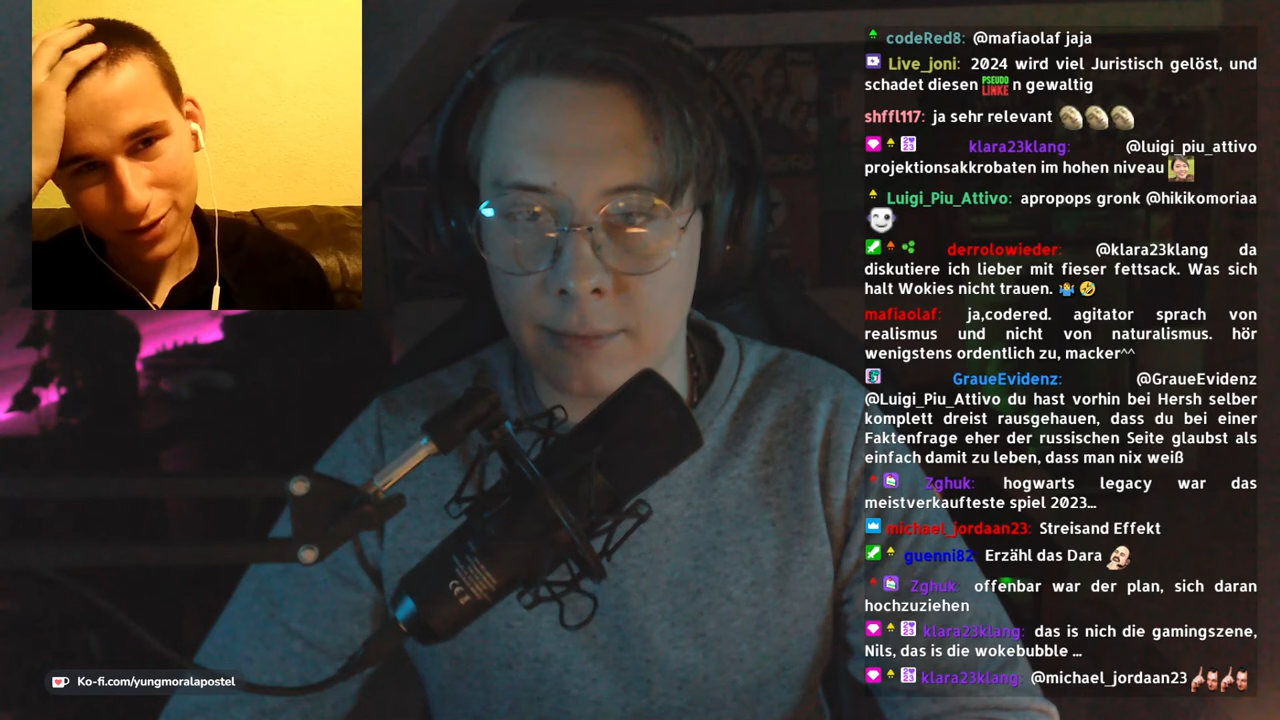 codeRed8: @mafiaolaf jaja
Live_joni: 2024 wird viel Juristisch gelöst, und
schadet diesen PSEUDO LINKE n gewaltig
shffl117: ja sehr relevant
klara23klang: @luigi_piu_attivo
projektionsakkrobaten im hohen niveau
Luigi_Piu_Attivo: apropops gronk @hikikomoriaa
derrolowieder: @klara23klang da
diskutiere ich lieber mit fieser fettsack. Was sich
halt Wokies nicht trauen.
mafiaolaf: ja,codered. agitator sprach von
realismus und nicht von naturalismus. hör
wenigstens ordentlich zu, macker^^
GraueEvidenz: @GraueEvidenz
@Luigi_Piu_Attivo du hast vorhin bei Hersh selber
komplett dreist rausgehauen, dass du bei einer
Faktenfrage eher der russischen Seite glaubst als
einfach damit zu leben, dass man nix weiß
Zghuk: hogwarts legacy war das
meistverkaufteste spiel 2023...
michael_jordaan23: Streisand Effekt
guenni82: Erzähl das Dara
Zghuk: offenbar war der plan, sich daran
hochzuziehen
klara23klang: das is nich die gamingszene,
Nils, das is die wokebubble ...
klara23klang: @michael_jordaan23
Ko-fi.com/yungmoralapostel